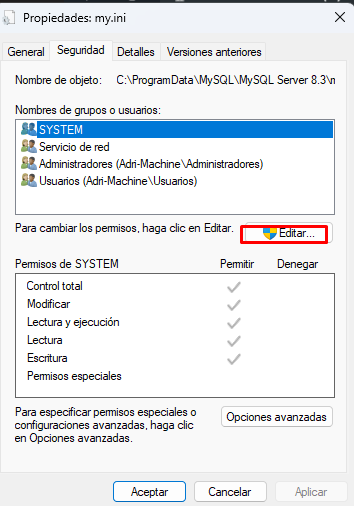 Propiedades: my.ini
General
Seguridad
Detalles
Versiones anteriores
Nombre de objeto: C:\ProgramData\MySQL\MySQL Server 8.3\m
Nombres de grupos o usuarios:
SYSTEM
Servicio de red
Administradores (Adri-Machine\Administradores)
Usuarios (Adri-Machine\Usuarios)
Para cambiar los permisos, haga clic en Editar.
Editar...
Permisos de SYSTEM Permitir Denegar
Control total
Modificar
Lectura y ejecución
Lectura
Escritura
Permisos especiales
Para especificar permisos especiales o
configuraciones avanzadas, haga clic
en Opciones avanzadas.
Opciones avanzadas
Aceptar
Cancelar
Aplicar